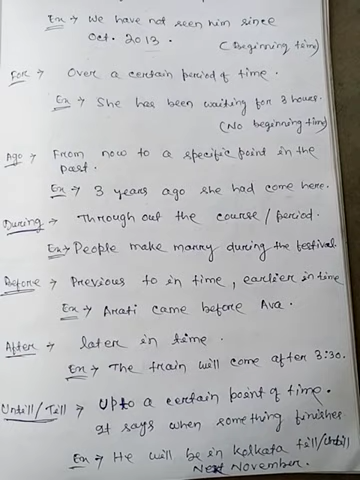 Ex → We have not seen him since
Oct. 2013.
(Beginning time)
For → Over a certain period of time.
Ex → She has been waiting for 3 hours.
(No beginning time)
Ago → From now to a specific point in the
past.
Ex → 3 years ago she had come here.
During → Through out the course/period.
Ex → People make marry during the festival
Before → Previous to in time, earlier in time
Ex → Arati came before Ava.
After → later in time.
Ex → The train will come after 3:30.
Untill/Till → Upto a certain point of time.
It says when something finishes
Ex → He will be in Kolkata till/until
Next November.